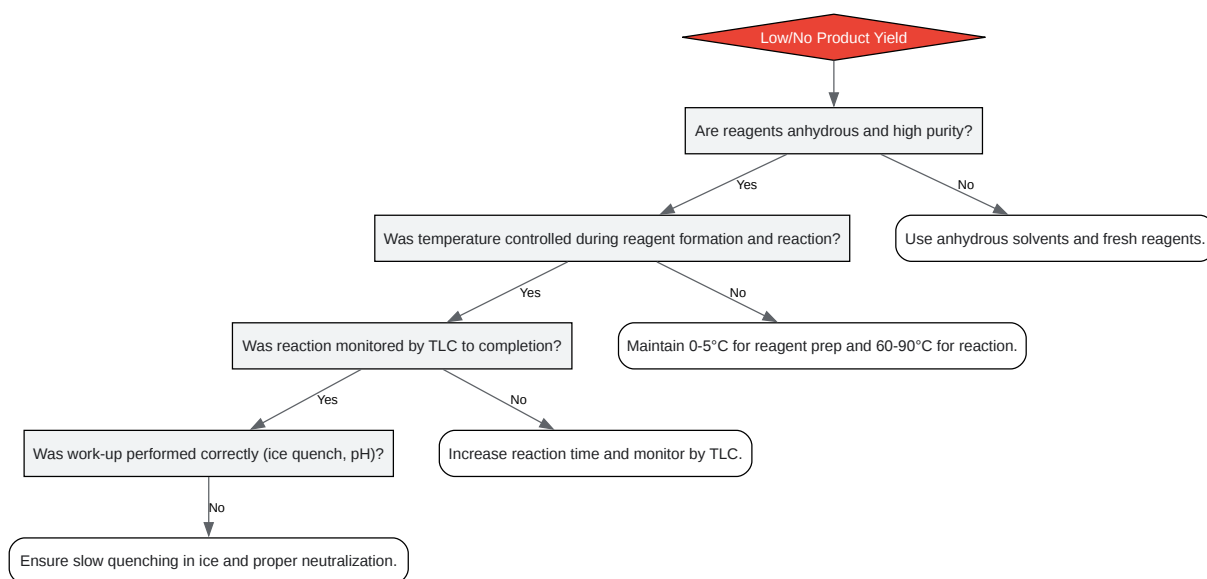 Low/No Product Yield
Are reagents anhydrous and high purity?
Yes
No
Was temperature controlled during reagent formation and reaction?
Use anhydrous solvents and fresh reagents.
Yes
No
Was reaction monitored by TLC to completion?
Maintain 0-5°C for reagent prep and 60-90°C for reaction.
Yes
No
Was work-up performed correctly (ice quench, pH)?
Increase reaction time and monitor by TLC.
No
Ensure slow quenching in ice and proper neutralization.